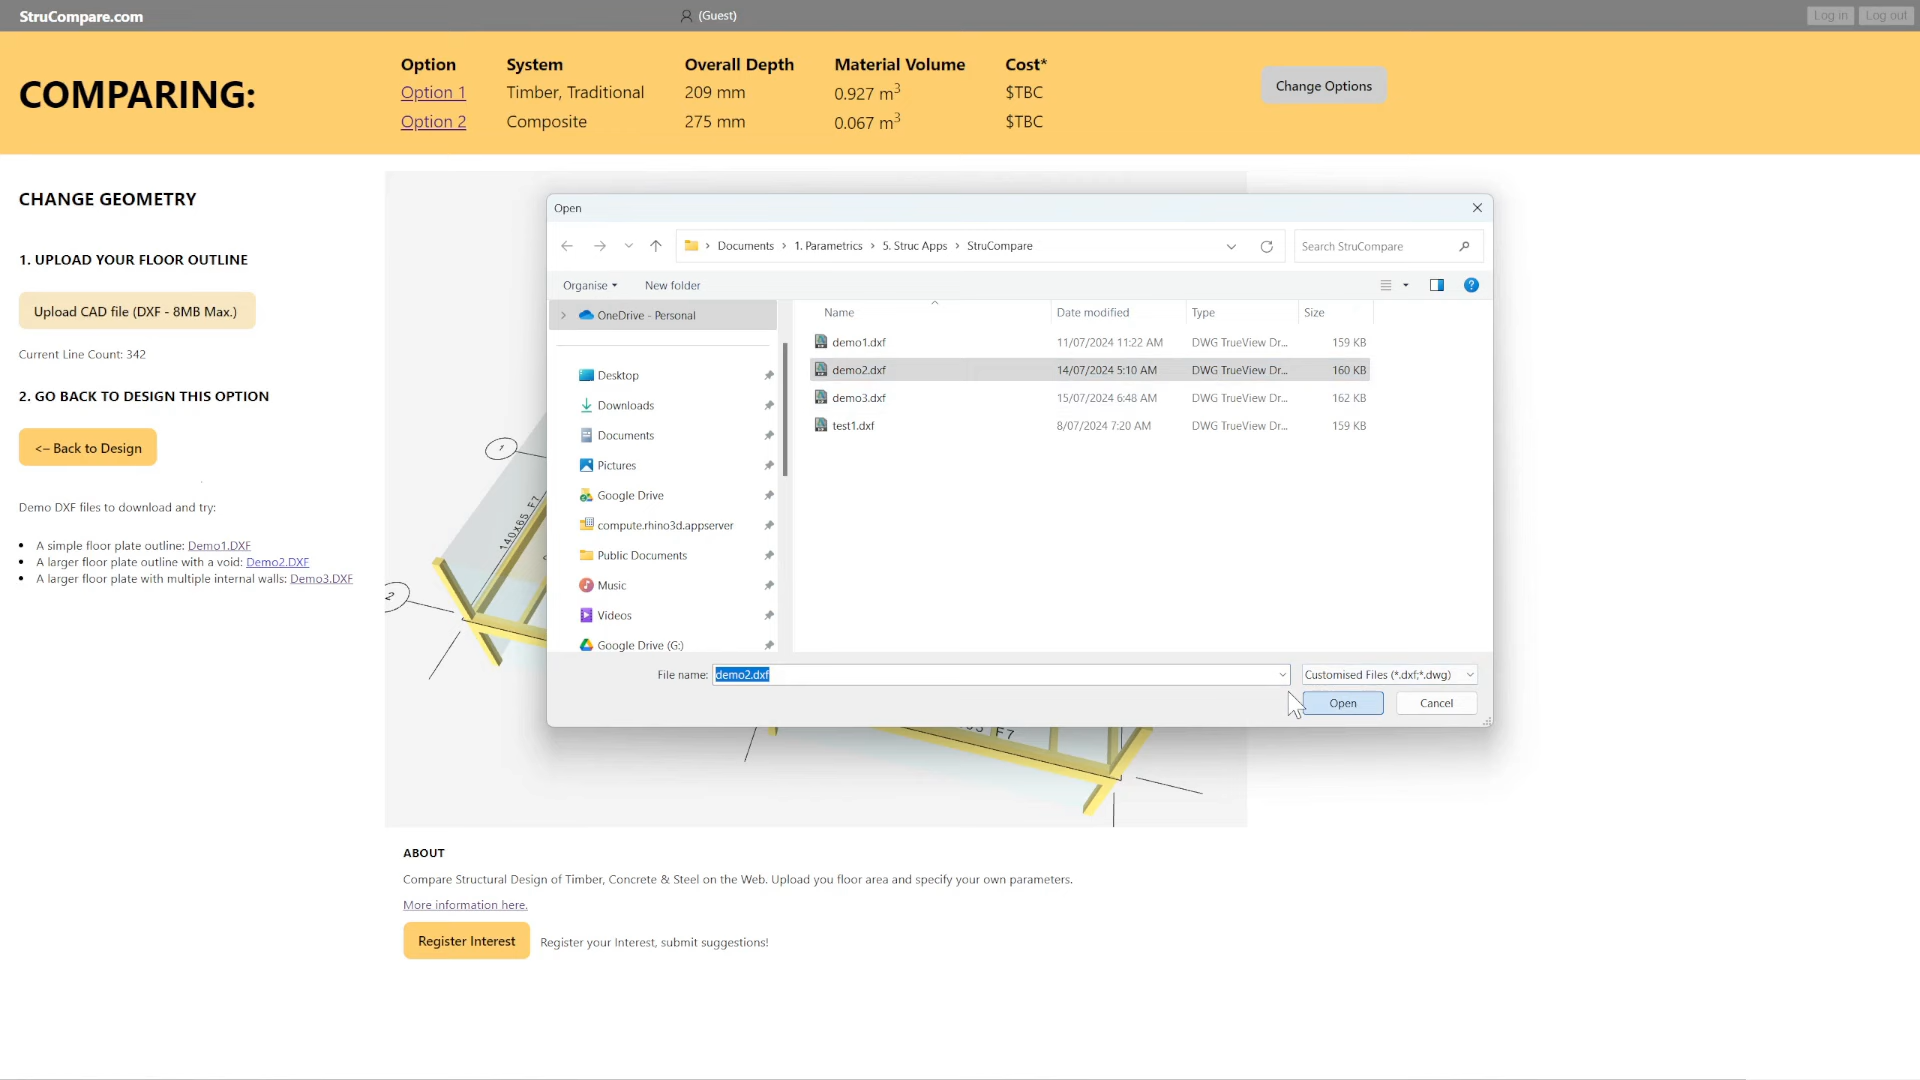 StruCompare.com
(Guest)
Log in
Log out
COMPARING:
Option System Overall Depth Material Volume Cost*
Option 1 Timber, Traditional 209 mm 0.927 m³ $TBC
Option 2 Composite 275 mm 0.067 m³ $TBC
Change Options
CHANGE GEOMETRY
1. UPLOAD YOUR FLOOR OUTLINE
Upload CAD file (DXF - 8MB Max.)
Current Line Count: 342
2. GO BACK TO DESIGN THIS OPTION
<-- Back to Design
Demo DXF files to download and try:
• A simple floor plate outline: Demo1.DXF
• A larger floor plate outline with a void: Demo2.DXF
• A larger floor plate with multiple internal walls: Demo3.DXF
1
2
140X65 F7
F7
Open
Documents > 1. Parametrics > 5. Struc Apps > StruCompare
Search StruCompare
Organise
New folder
OneDrive - Personal
Desktop
Downloads
Documents
Pictures
Google Drive
compute.rhino3d.appserver
Public Documents
Music
Videos
Google Drive (G:)
Name Date modified Type Size
demo1.dxf 11/07/2024 11:22 AM DWG TrueView Dr... 159 KB
demo2.dxf 14/07/2024 5:10 AM DWG TrueView Dr... 160 KB
demo3.dxf 15/07/2024 6:48 AM DWG TrueView Dr... 162 KB
test1.dxf 8/07/2024 7:20 AM DWG TrueView Dr... 159 KB
File name: demo2.dxf
Customised Files (*.dxf;*.dwg)
Open
Cancel
ABOUT
Compare Structural Design of Timber, Concrete & Steel on the Web. Upload you floor area and specify your own parameters.
More information here.
Register Interest
Register your Interest, submit suggestions!